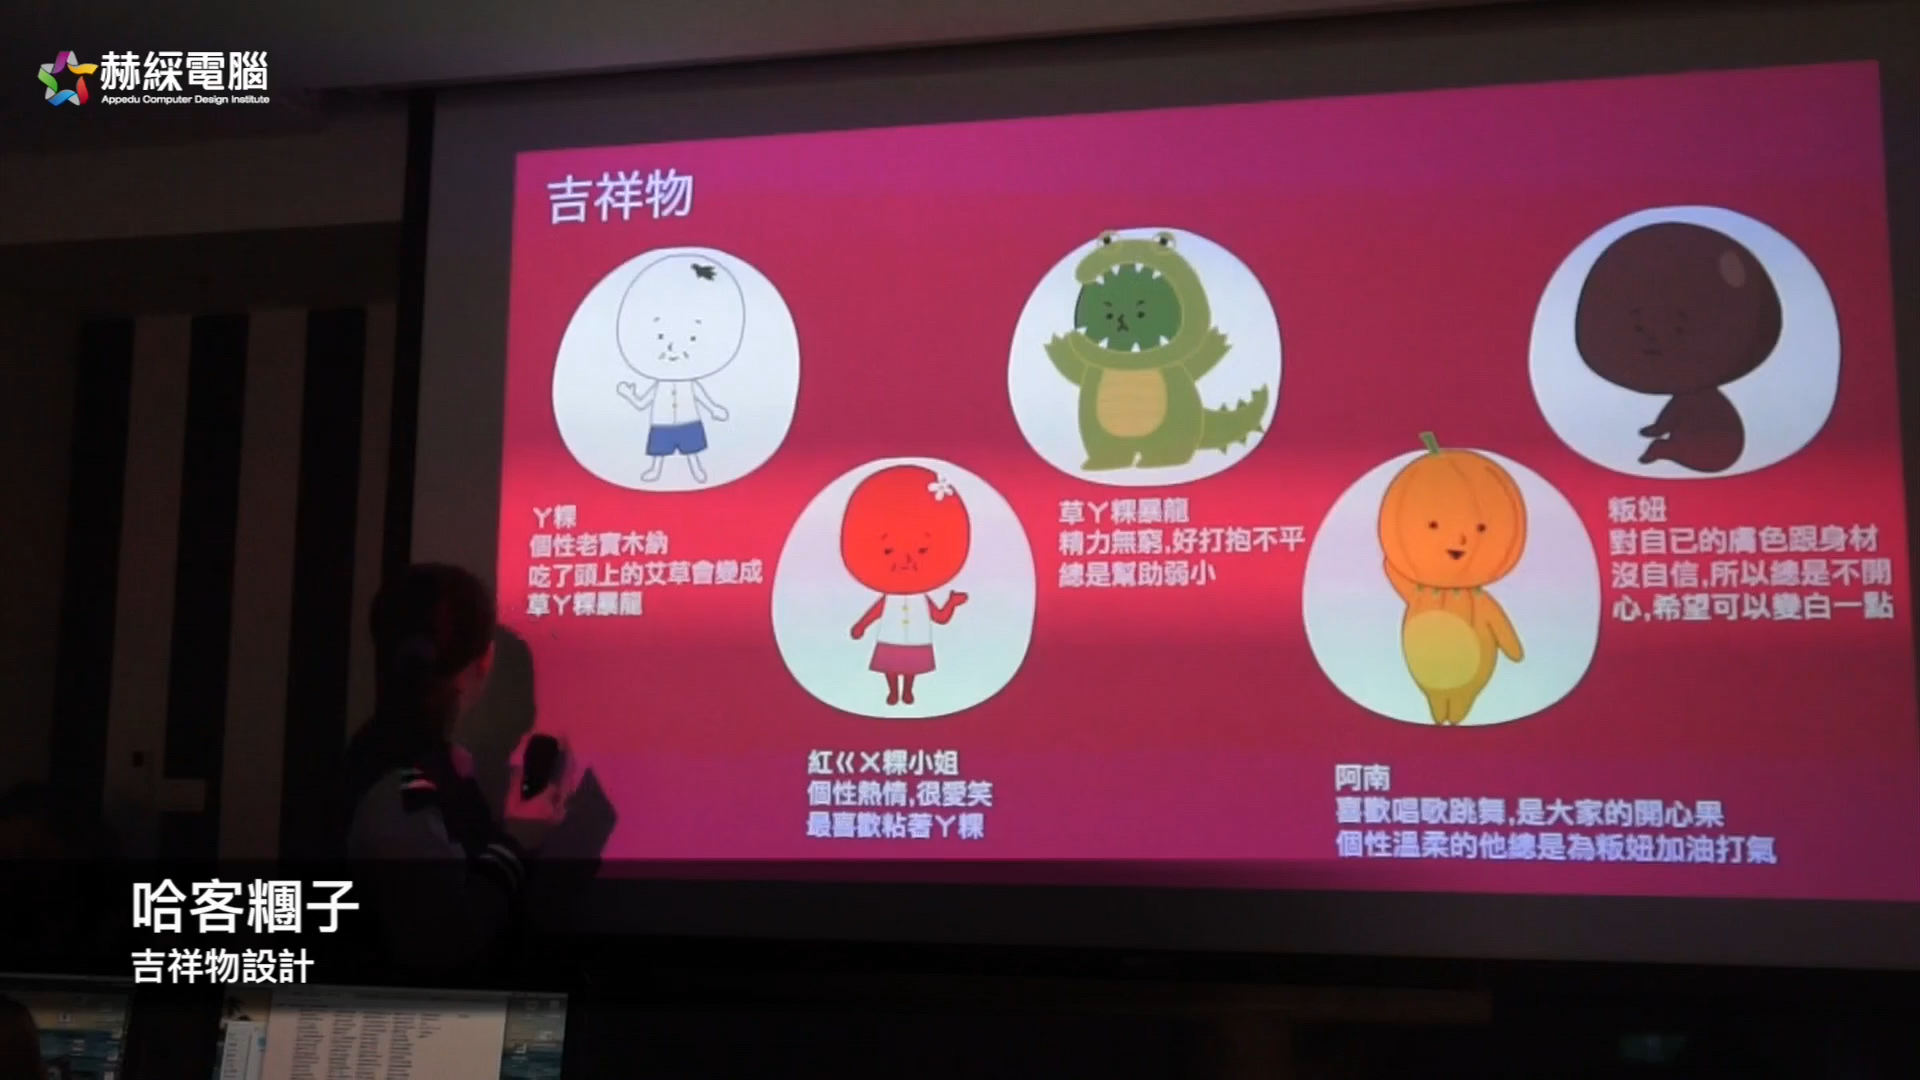 赫綵電腦
Appedu Computer Design Institute
吉祥物
ㄚ粿
個性老實木納
吃了頭上的艾草會變成
草ㄚ粿暴龍
紅ㄍㄨ粿小姐
個性熱情,很愛笑
最喜歡粘著ㄚ粿
草ㄚ粿暴龍
精力無窮,好打抱不平
總是幫助弱小
阿南
喜歡唱歌跳舞,是大家的開心果
個性溫柔的他總是為粄妞加油打氣
粄妞
對自已的膚色跟身材
沒自信,所以總是不開
心,希望可以變白一點
哈客糰子
吉祥物設計